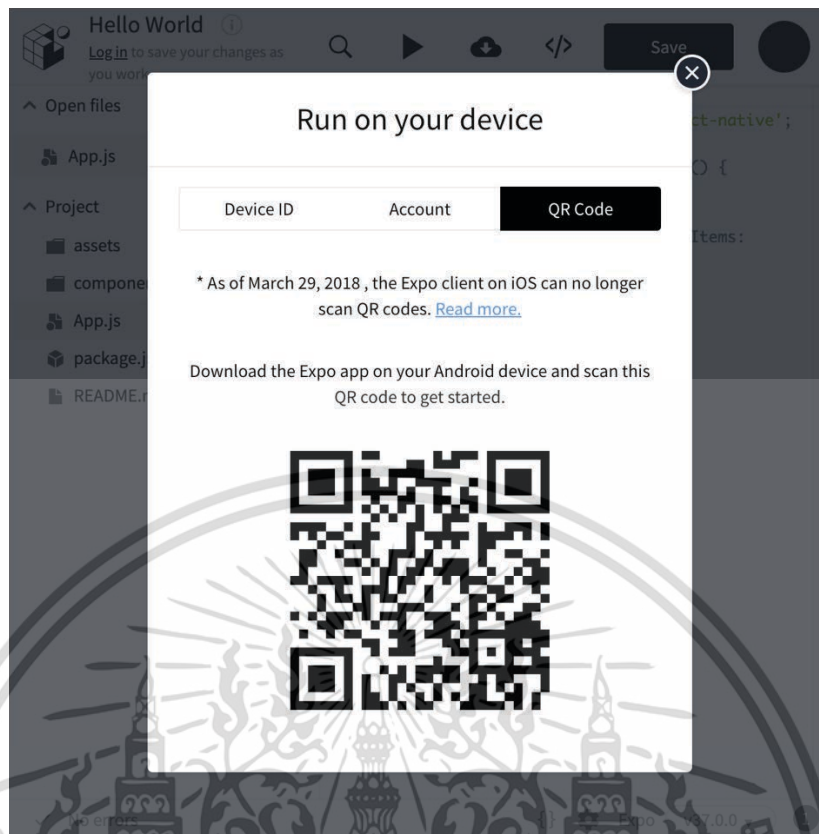 Hello World
Log in to save your changes as
you work
Save
Open files
App.js
Project
assets
App.js
ct-native';
() {
Items:
Run on your device
Device ID
Account
QR Code
* As of March 29, 2018 , the Expo client on iOS can no longer
scan QR codes. Read more.
Download the Expo app on your Android device and scan this
QR code to get started.
No errors
Expo
v37.0.0